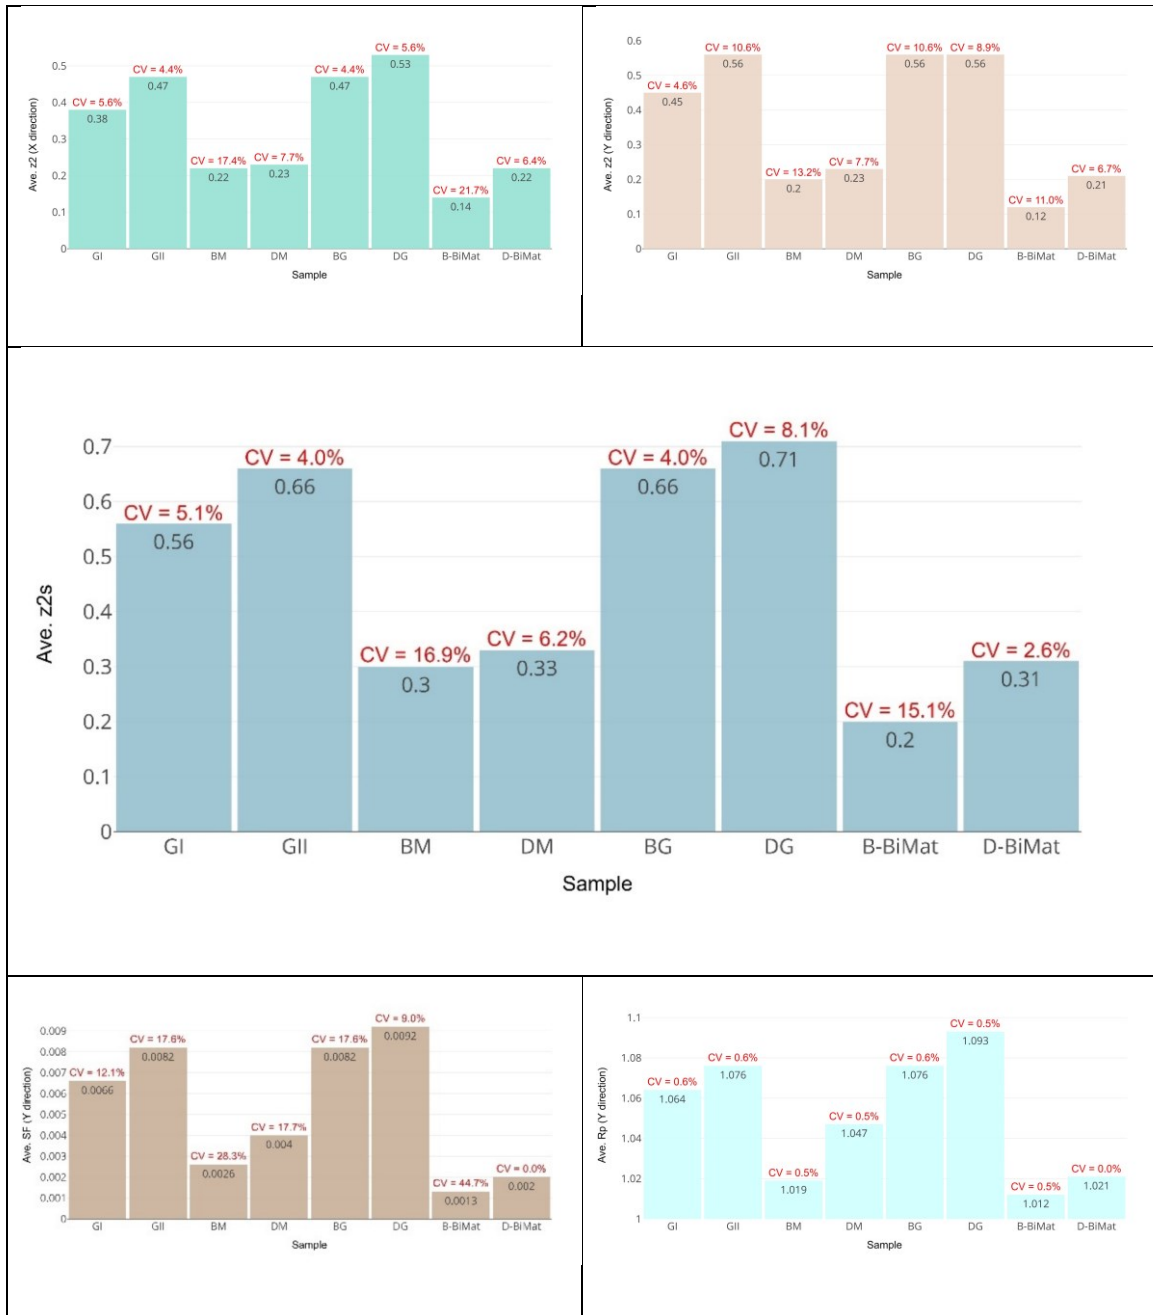 CV = 5.6%
0.5
CV = 4.4%
CV = 4.4%
0.53
0.47
0.47
0.4
CV = 5.6%
0.38
0.3
CV = 17.4%
CV = 7.7%
CV = 6.4%
0.2
0.22
0.23
0.22
CV = 21.7%
0.14
0.1
0
GI GII BM DM BG DG B-BiMat D-BiMat
Sample
Ave. z2 (X direction)
0.6
CV = 10.6%
CV = 10.6%
CV = 8.9%
0.56
0.56
0.56
0.5
CV = 4.6%
0.45
0.4
0.3
CV = 7.7%
0.23
CV = 13.2%
CV = 6.7%
0.2
0.2
0.21
CV = 11.0%
0.12
0.1
0
GI GII BM DM BG DG B-BiMat D-BiMat
Sample
Ave. z2 (Y direction)
CV = 8.1%
0.7
0.71
CV = 4.0%
CV = 4.0%
0.66
0.66
0.6
CV = 5.1%
0.56
0.5
0.4
CV = 6.2%
CV = 16.9%
CV = 2.6%
0.3
0.3
0.33
0.31
CV = 15.1%
0.2
0.2
0.1
0
GI GII BM DM BG DG B-BiMat D-BiMat
Sample
Ave. z2s
CV = 9.0%
0.009
0.0092
CV = 17.6%
CV = 17.6%
0.008
0.0082
0.0082
0.007
CV = 12.1%
0.0066
0.006
0.005
CV = 17.7%
0.004
0.004
0.003
CV = 28.3%
0.0026
CV = 0.0%
0.002
0.002
CV = 44.7%
0.0013
0.001
0
GI GII BM DM BG DG B-BiMat D-BiMat
Sample
Ave. SF (Y direction)
1.1
CV = 0.5%
1.093
1.08
CV = 0.6%
CV = 0.6%
1.076
1.076
CV = 0.6%
1.064
1.06
CV = 0.5%
1.047
1.04
CV = 0.5%
CV = 0.0%
1.02
1.019
1.021
CV = 0.5%
1.012
1
GI GII BM DM BG DG B-BiMat D-BiMat
Sample
Ave. Rp (Y direction)